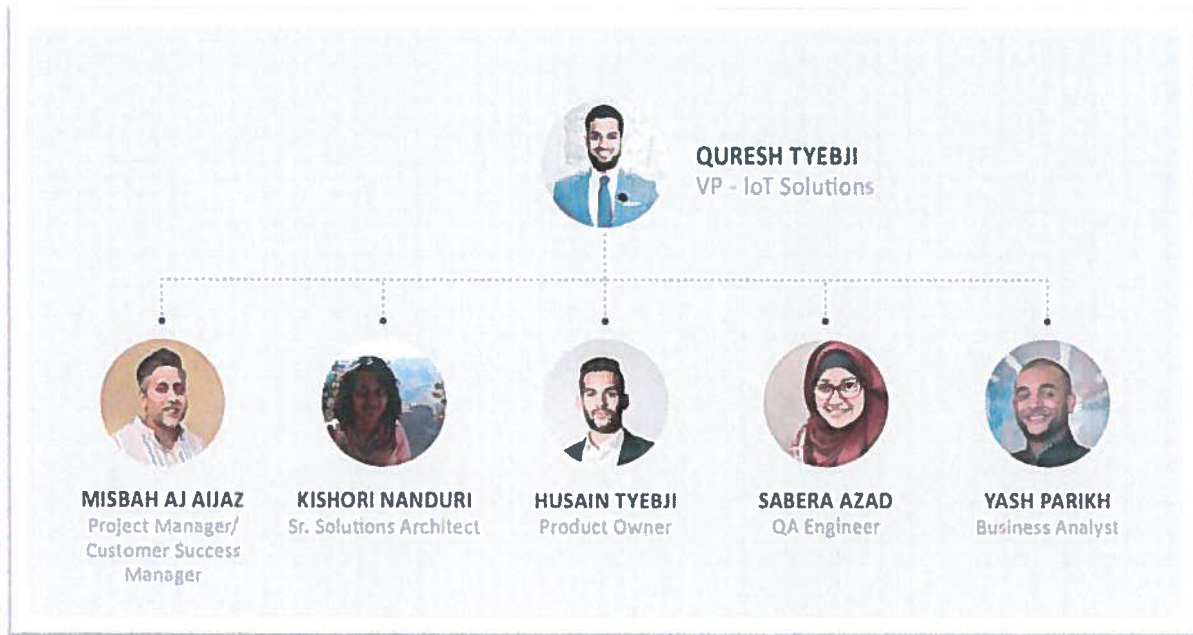 QURESH TYEBJI
VP - IoT Solutions
MISBAH AJ AIJAZ
Project Manager/
Customer Success
Manager
KISHORI NANDURI
Sr. Solutions Architect
HUSAIN TYEBJI
Product Owner
SABERA AZAD
QA Engineer
YASH PARIKH
Business Analyst